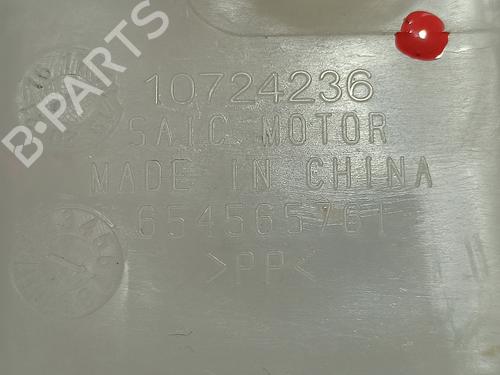 B-PARTS
10724236
SAIC MOTOR
MADE IN CHINA
654565761
>PP<